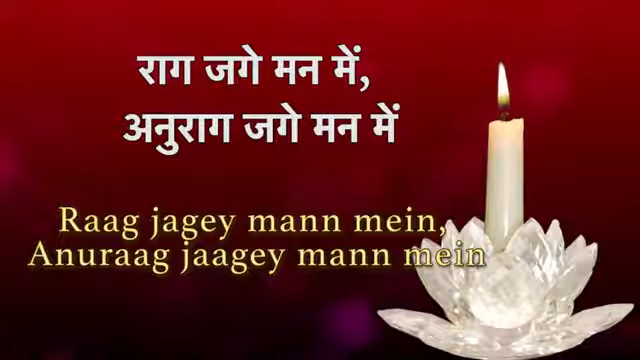 राग जगे मन में,
अनुराग जगे मन में
Raag jagey mann mein,
Anuraag jaagey mann mein